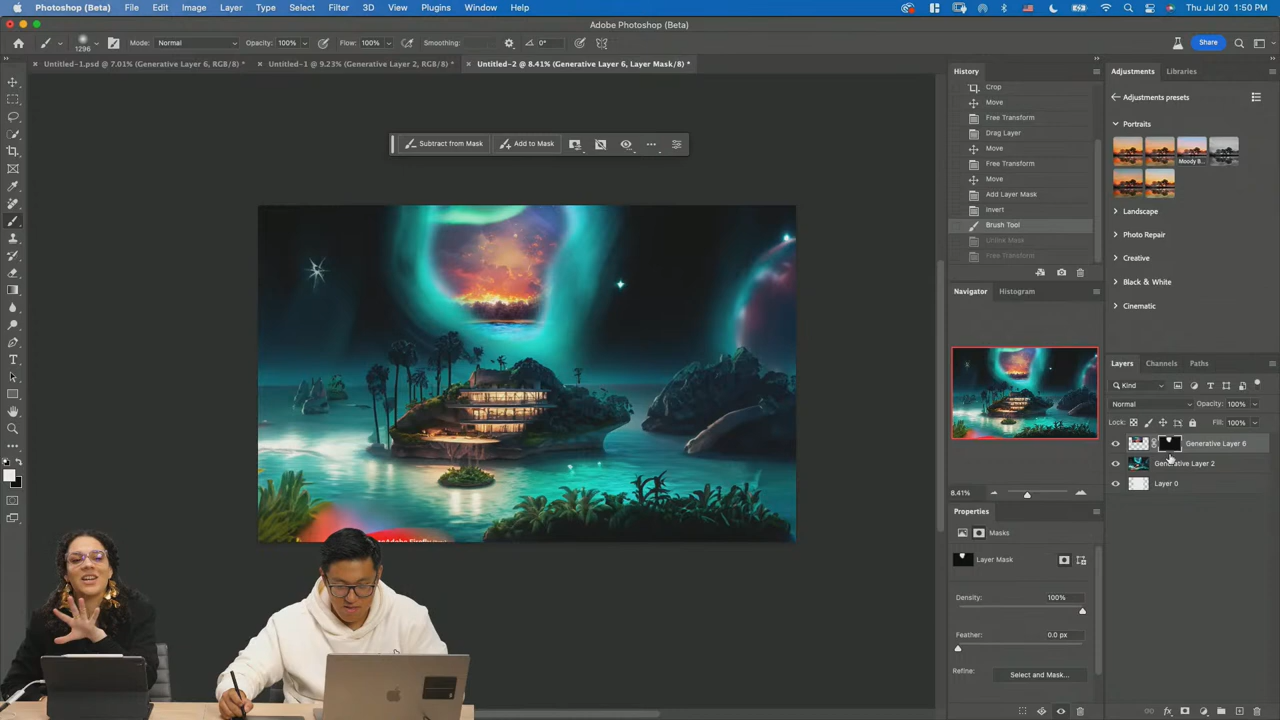 Photoshop (Beta) File Edit Image Layer Type Select Filter 3D View Plugins Window Help Thu Jul 20 1:50 PM
Adobe Photoshop (Beta)
1296 Mode: Normal Opacity: 100% Flow: 100% Smoothing: 0° Share
Untitled-1.psd @ 7.01% (Generative Layer 6, RGB/8) * Untitled-1 @ 9.23% (Generative Layer 2, RGB/8) * Untitled-2 @ 8.41% (Generative Layer 6, Layer Mask/8) *
Subtract from Mask Add to Mask
History
Crop
Move
Free Transform
Drag Layer
Move
Free Transform
Move
Add Layer Mask
Invert
Brush Tool
Unlink Mask
Free Transform
Navigator Histogram
8.41%
Properties
Masks
Layer Mask
Density: 100%
Feather: 0.0 px
Refine: Select and Mask...
Adjustments Libraries
Adjustments presets
Portraits
Moody B...
Landscape
Photo Repair
Creative
Black & White
Cinematic
Layers Channels Paths
Kind
Normal Opacity: 100%
Lock: Fill: 100%
Generative Layer 6
Generative Layer 2
Layer 0